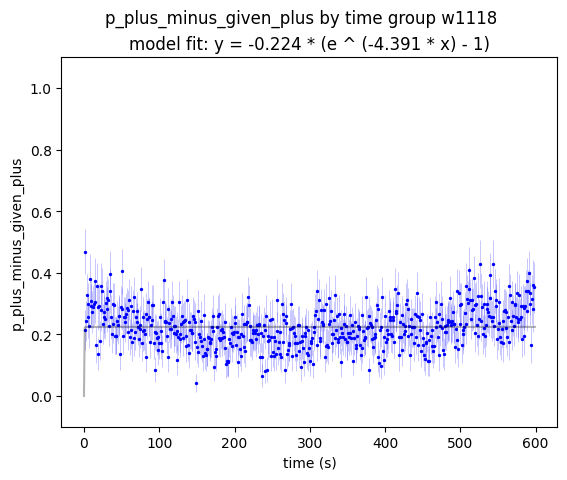 p_plus_minus_given_plus by time group w1118
model fit: y = -0.224 * (e ^ (-4.391 * x) - 1)
1.0
0.8
0.6
0.4
0.2
0.0
p_plus_minus_given_plus
0 100 200 300 400 500 600
time (s)